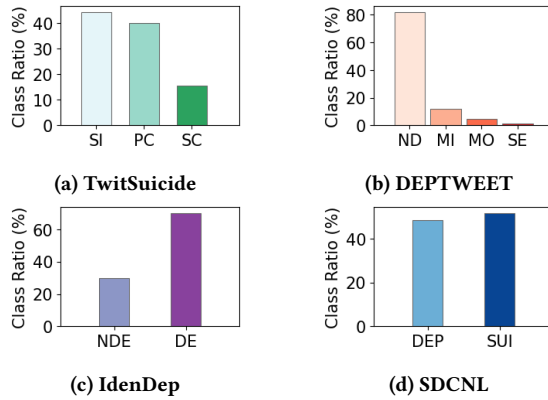 Class Ratio (%)
40
30
20
10
0
SI PC SC
(a) TwitSuicide
Class Ratio (%)
80
60
40
20
0
ND MI MO SE
(b) DEPTWEET
Class Ratio (%)
60
40
20
0
NDE DE
(c) IdenDep
Class Ratio (%)
40
20
0
DEP SUI
(d) SDCNL